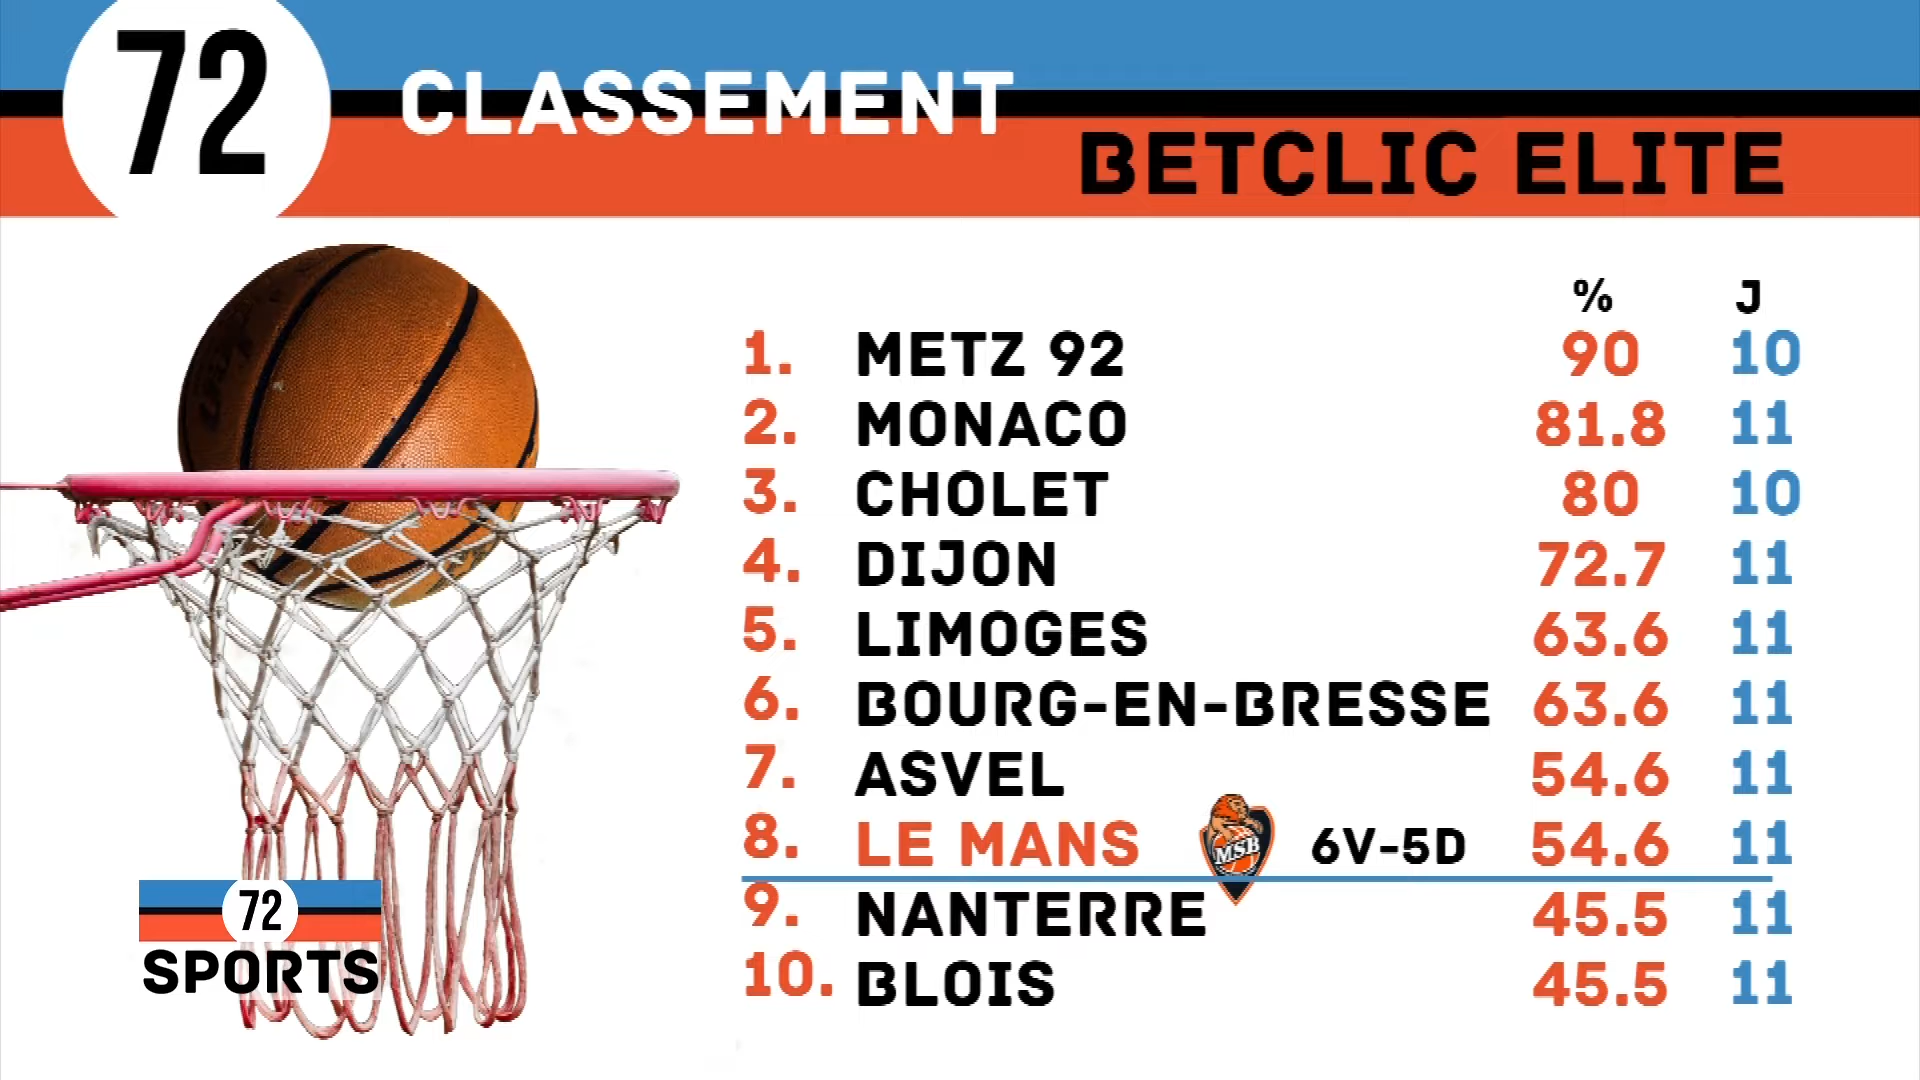 72
CLASSEMENT
BETCLIC ELITE
% J
1. METZ 92 90 10
2. MONACO 81.8 11
3. CHOLET 80 10
4. DIJON 72.7 11
5. LIMOGES 63.6 11
6. BOURG-EN-BRESSE 63.6 11
7. ASVEL 54.6 11
8. LE MANS MSB 6V-5D 54.6 11
9. NANTERRE 45.5 11
10. BLOIS 45.5 11
72
SPORTS